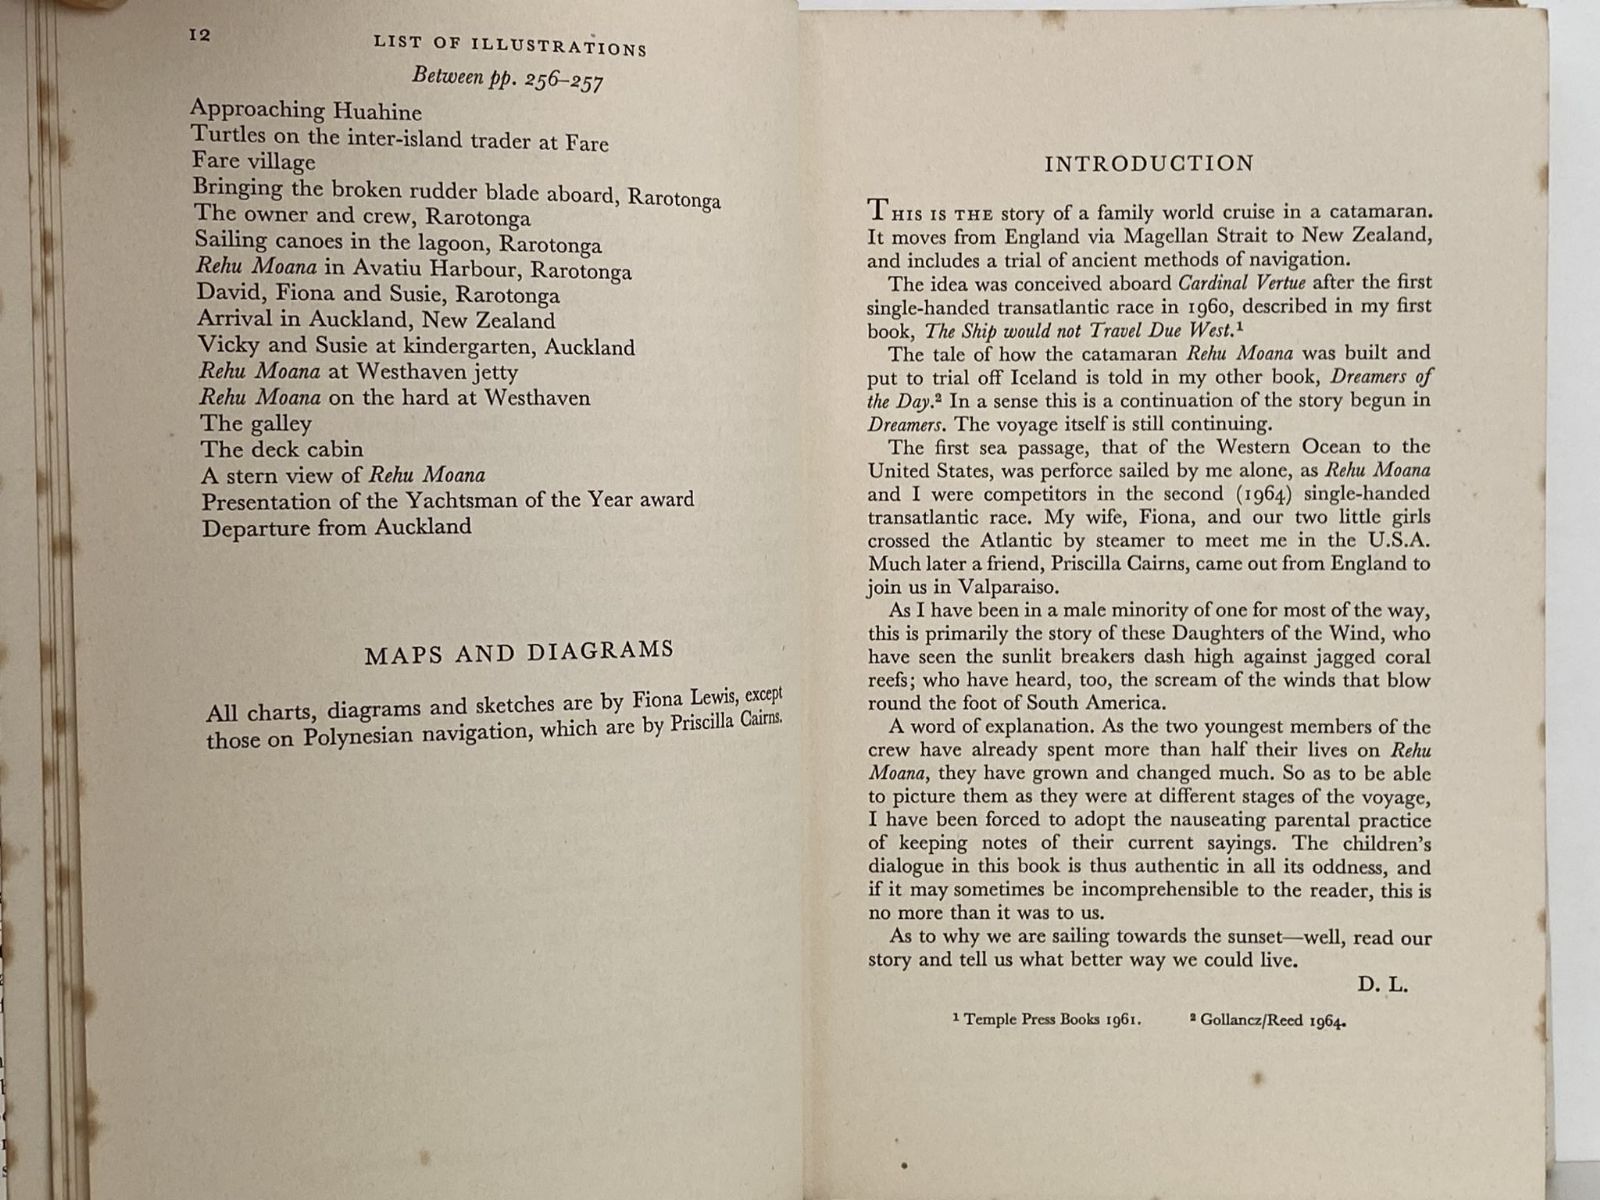 12
LIST OF ILLUSTRATIONS
Between pp. 256–257
Approaching Huahine
Turtles on the inter-island trader at Fare
Fare village
Bringing the broken rudder blade aboard, Rarotonga
The owner and crew, Rarotonga
Sailing canoes in the lagoon, Rarotonga
Rehu Moana in Avatiu Harbour, Rarotonga
David, Fiona and Susie, Rarotonga
Arrival in Auckland, New Zealand
Vicky and Susie at kindergarten, Auckland
Rehu Moana at Westhaven jetty
Rehu Moana on the hard at Westhaven
The galley
The deck cabin
A stern view of Rehu Moana
Presentation of the Yachtsman of the Year award
Departure from Auckland
MAPS AND DIAGRAMS
All charts, diagrams and sketches are by Fiona Lewis, except
those on Polynesian navigation, which are by Priscilla Cairns.
INTRODUCTION
THIS IS THE story of a family world cruise in a catamaran.
It moves from England via Magellan Strait to New Zealand,
and includes a trial of ancient methods of navigation.
The idea was conceived aboard Cardinal Vertue after the first
single-handed transatlantic race in 1960, described in my first
book, The Ship would not Travel Due West.¹
The tale of how the catamaran Rehu Moana was built and
put to trial off Iceland is told in my other book, Dreamers of
the Day.² In a sense this is a continuation of the story begun in
Dreamers. The voyage itself is still continuing.
The first sea passage, that of the Western Ocean to the
United States, was perforce sailed by me alone, as Rehu Moana
and I were competitors in the second (1964) single-handed
transatlantic race. My wife, Fiona, and our two little girls
crossed the Atlantic by steamer to meet me in the U.S.A.
Much later a friend, Priscilla Cairns, came out from England to
join us in Valparaiso.
As I have been in a male minority of one for most of the way,
this is primarily the story of these Daughters of the Wind, who
have seen the sunlit breakers dash high against jagged coral
reefs; who have heard, too, the scream of the winds that blow
round the foot of South America.
A word of explanation. As the two youngest members of the
crew have already spent more than half their lives on Rehu
Moana, they have grown and changed much. So as to be able
to picture them as they were at different stages of the voyage,
I have been forced to adopt the nauseating parental practice
of keeping notes of their current sayings. The children's
dialogue in this book is thus authentic in all its oddness, and
if it may sometimes be incomprehensible to the reader, this is
no more than it was to us.
As to why we are sailing towards the sunset—well, read our
story and tell us what better way we could live.
D. L.
¹ Temple Press Books 1961. ² Gollancz/Reed 1964.